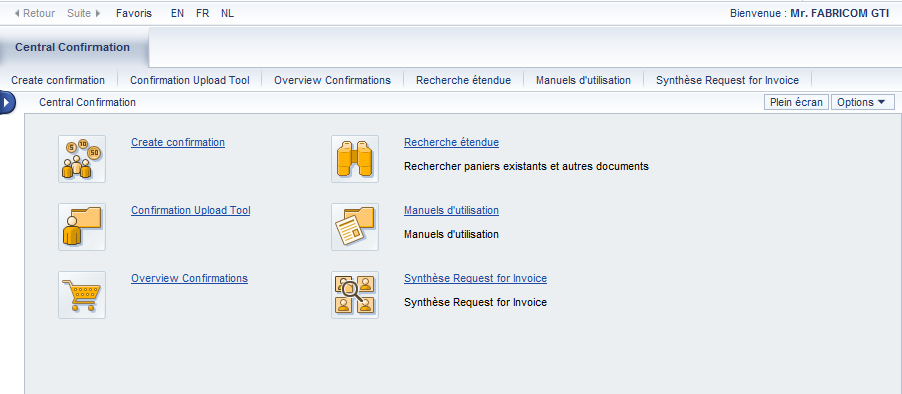 Retour Suite Favoris EN FR NL Bienvenue : Mr. FABRICOM GTI
Central Confirmation
Create confirmation Confirmation Upload Tool Overview Confirmations Recherche étendue Manuels d'utilisation Synthèse Request for Invoice
Central Confirmation Plein écran Options
5 10 50
Create confirmation
Recherche étendue
Rechercher paniers existants et autres documents
Confirmation Upload Tool
Manuels d'utilisation
Manuels d'utilisation
Overview Confirmations
Synthèse Request for Invoice
Synthèse Request for Invoice